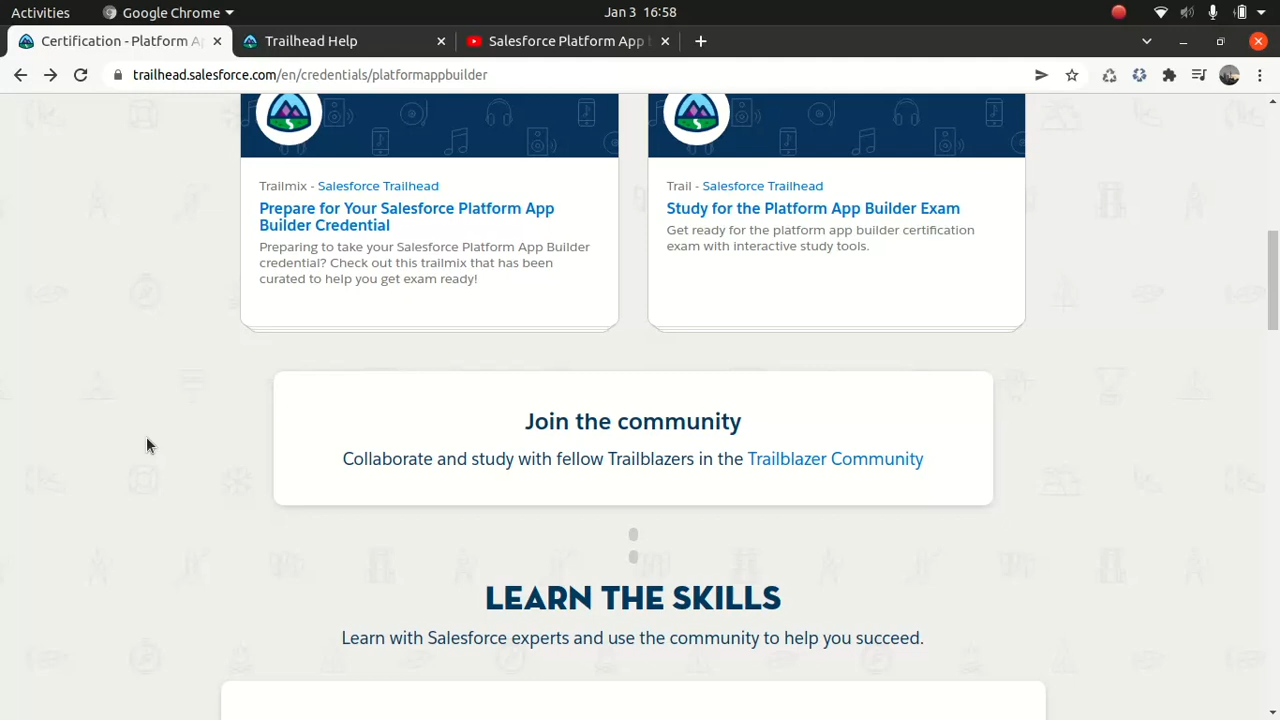 Activities
Google Chrome
Jan 3 16:58
Certification - Platform A
Trailhead Help
Salesforce Platform App
trailhead.salesforce.com/en/credentials/platformappbuilder
Trailmix - Salesforce Trailhead
Prepare for Your Salesforce Platform App
Builder Credential
Preparing to take your Salesforce Platform App Builder
credential? Check out this trailmix that has been
curated to help you get exam ready!
Trail - Salesforce Trailhead
Study for the Platform App Builder Exam
Get ready for the platform app builder certification
exam with interactive study tools.
Join the community
Collaborate and study with fellow Trailblazers in the Trailblazer Community
LEARN THE SKILLS
Learn with Salesforce experts and use the community to help you succeed.